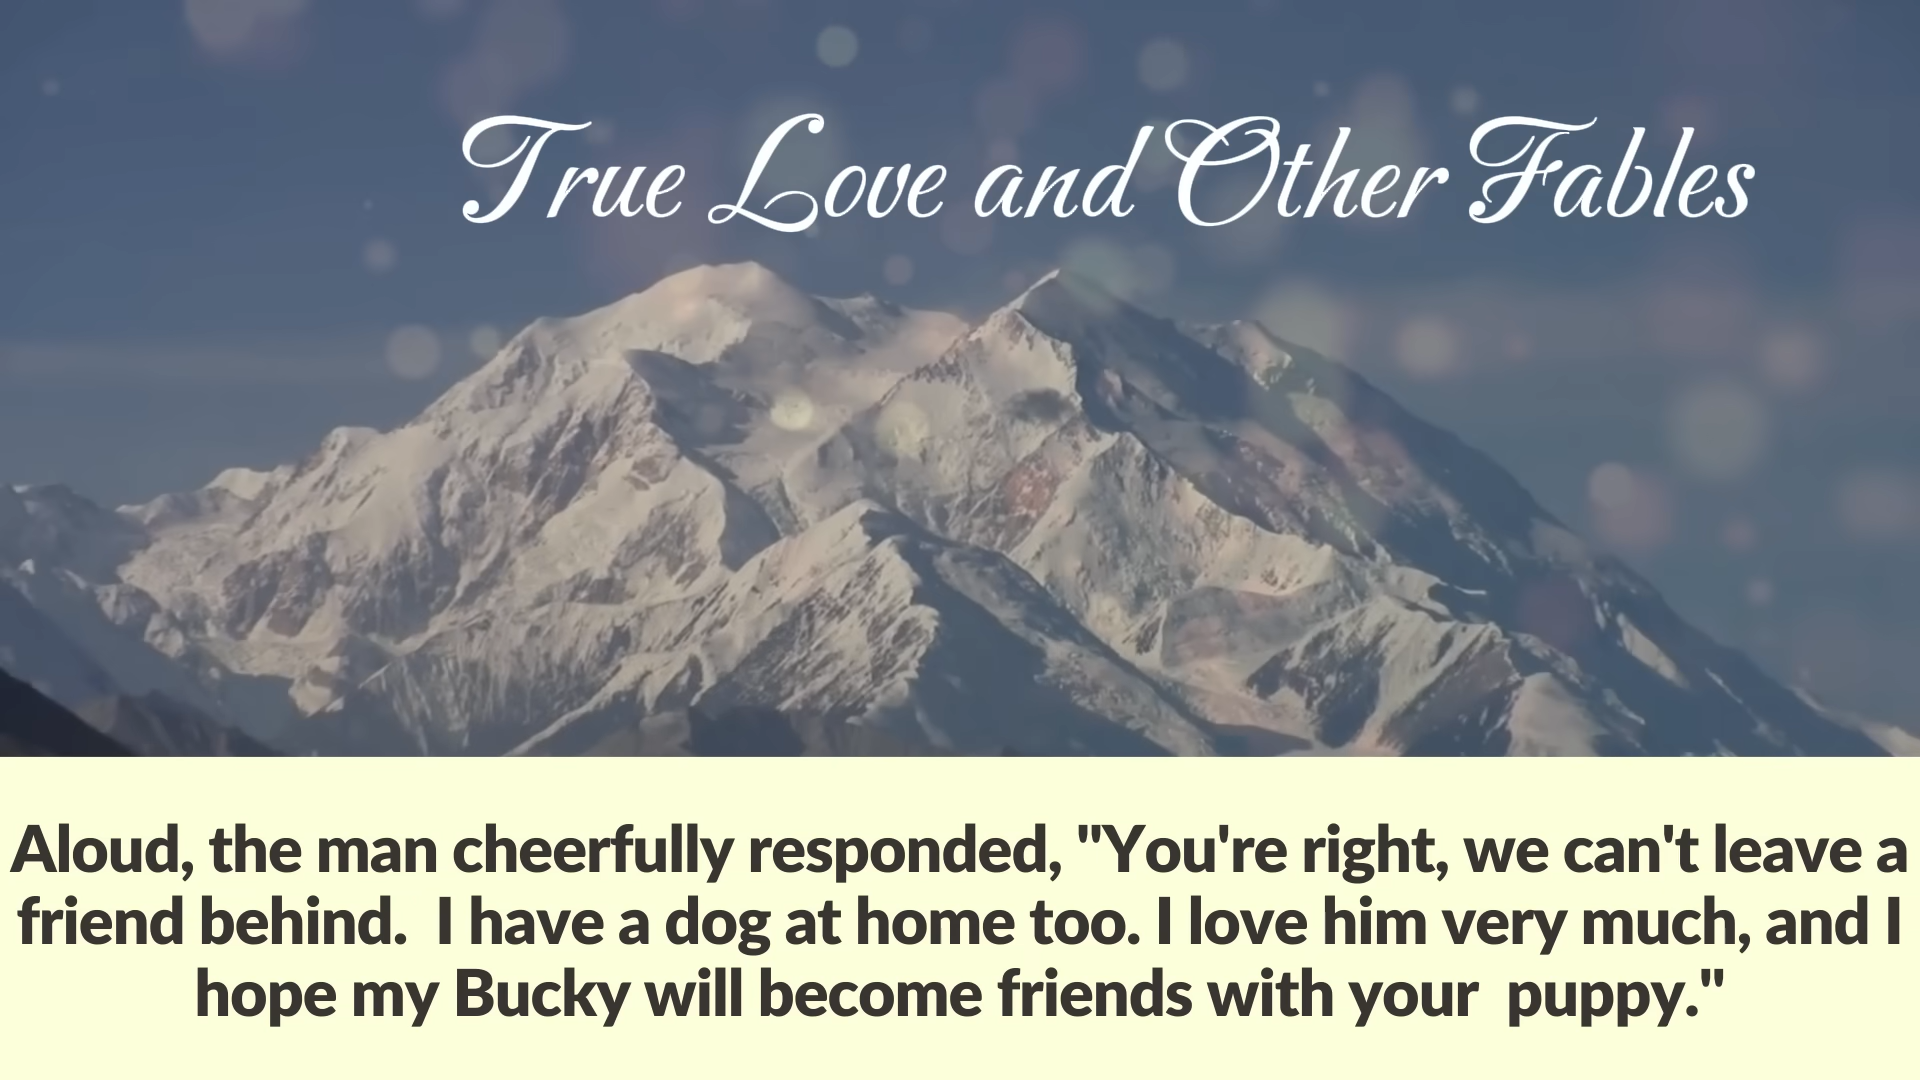 True Love and Other Fables
Aloud, the man cheerfully responded, "You're right, we can't leave a
friend behind.  I have a dog at home too. I love him very much, and I
hope my Bucky will become friends with your  puppy."